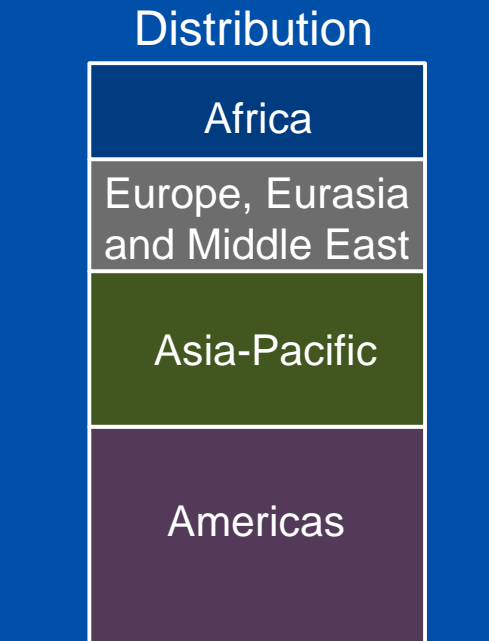 Distribution
Africa
Europe, Eurasia
and Middle East
Asia-Pacific
Americas